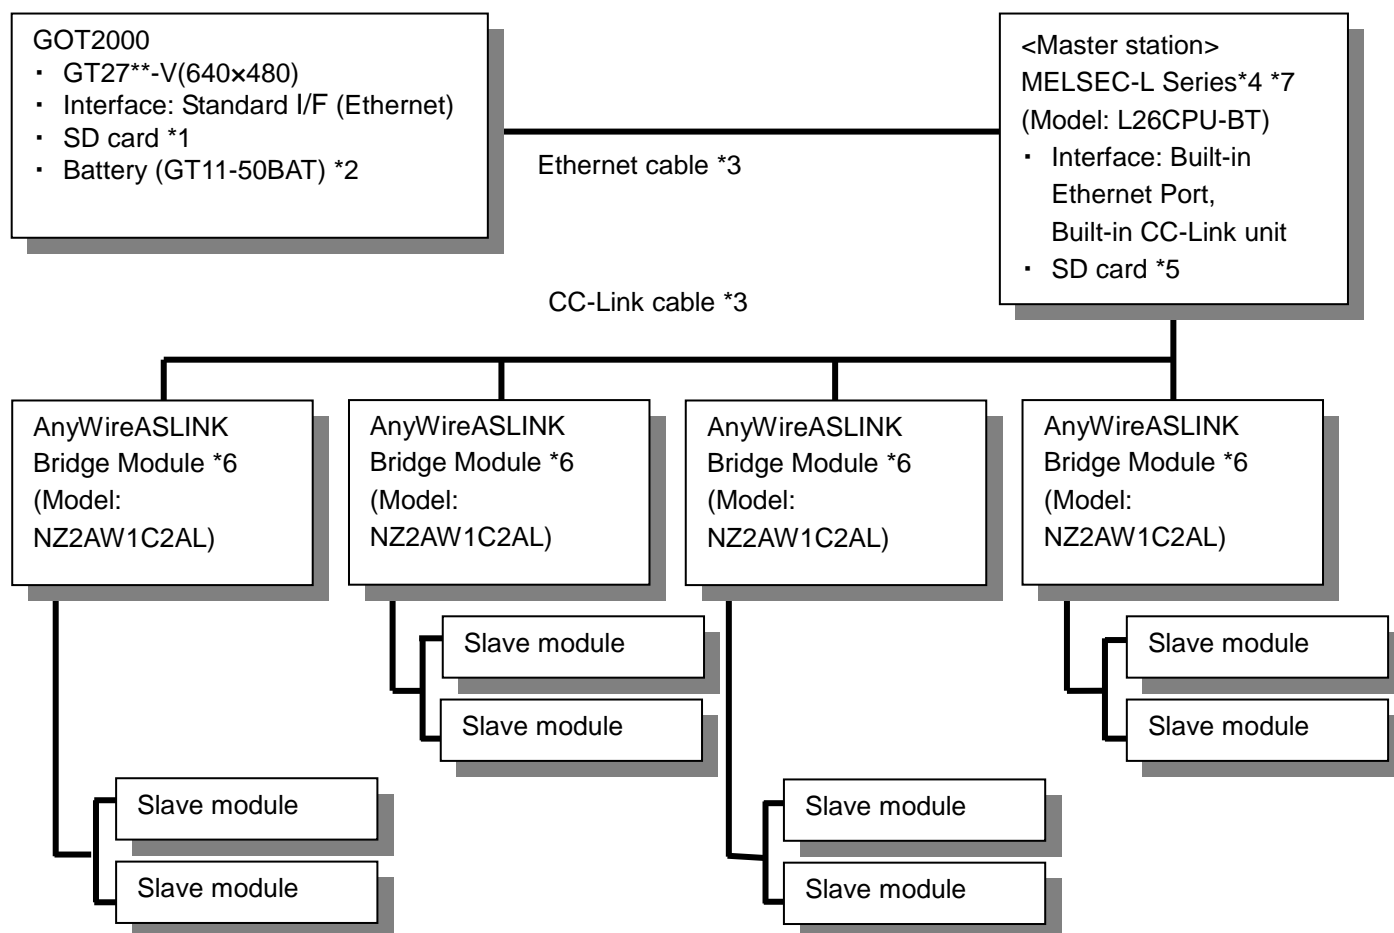 GOT2000
・ GT27**-V(640×480)
・ Interface: Standard I/F (Ethernet)
・ SD card *1
・ Battery (GT11-50BAT) *2
Ethernet cable *3
<Master station>
MELSEC-L Series*4 *7
(Model: L26CPU-BT)
・ Interface: Built-in
Ethernet Port,
Built-in CC-Link unit
・ SD card *5
CC-Link cable *3
AnyWireASLINK
Bridge Module *6
(Model:
NZ2AW1C2AL)
AnyWireASLINK
Bridge Module *6
(Model:
NZ2AW1C2AL)
AnyWireASLINK
Bridge Module *6
(Model:
NZ2AW1C2AL)
AnyWireASLINK
Bridge Module *6
(Model:
NZ2AW1C2AL)
Slave module
Slave module
Slave module
Slave module
Slave module
Slave module
Slave module
Slave module